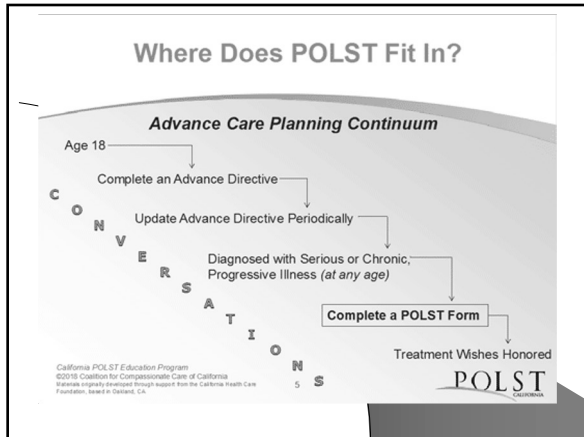 Where Does POLST Fit In?
Advance Care Planning Continuum
Age 18
Complete an Advance Directive
Update Advance Directive Periodically
Diagnosed with Serious or Chronic,
Progressive Illness (at any age)
Complete a POLST Form
Treatment Wishes Honored
CONVERSATIONS
California POLST Education Program
©2018 Coalition for Compassionate Care of California
Materials originally developed through support from the California Health Care
Foundation, based in Oakland, CA.
5
POLST
CALIFORNIA